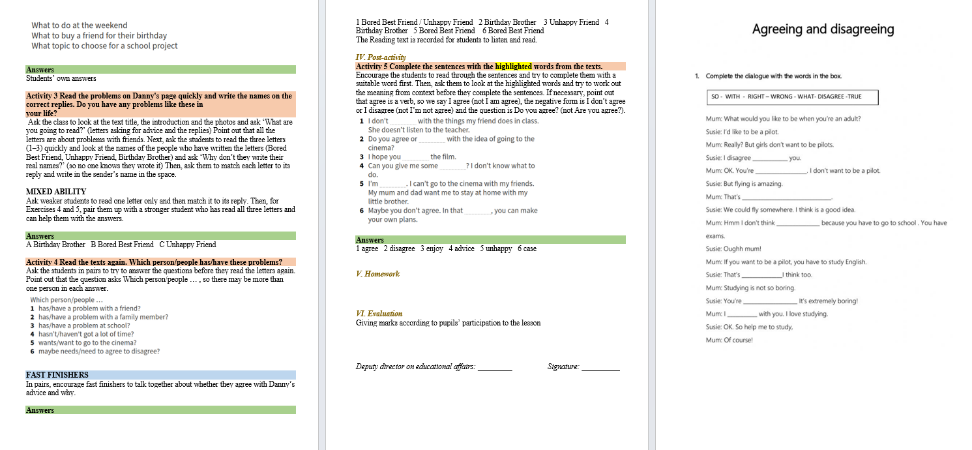 What to do at the weekend
What to buy a friend for their birthday
What topic to choose for a school project
Answers
Students' own answers
Activity 3 Read the problems on Danny's page quickly and write the names on the
correct replies. Do you have any problems like these in
your life?
Ask the class to look at the text title, the introduction and the photos and ask 'What are
you going to read?' (letters asking for advice and the replies) Point out that all the
letters are about problems with friends. Next, ask the students to read the three letters
(1–3) quickly and look at the names of the people who have written the letters (Bored
Best Friend, Unhappy Friend, Birthday Brother) and ask 'Why don't they write their
real names?' (so no one knows they wrote it) Then, ask them to match each letter to its
reply and write in the sender's name in the space.
MIXED ABILITY
Ask weaker students to read one letter only and then match it to its reply. Then, for
Exercises 4 and 5, pair them up with a stronger student who has read all three letters and
can help them with the answers.
Answers
A Birthday Brother B Bored Best Friend C Unhappy Friend
Activity 4 Read the texts again. Which person/people has/have these problems?
Ask the students in pairs to try to answer the questions before they read the letters again.
Point out that the question asks Which person/people … , so there may be more than
one person in each answer.
Which person/people ...
1 has/have a problem with a friend?
2 has/have a problem with a family member?
3 has/have a problem at school?
4 hasn't/haven't got a lot of time?
5 wants/want to go to the cinema?
6 maybe needs/need to agree to disagree?
FAST FINISHERS
In pairs, encourage fast finishers to talk together about whether they agree with Danny's
advice and why.
Answers
1 Bored Best Friend / Unhappy Friend 2 Birthday Brother 3 Unhappy Friend 4
Birthday Brother 5 Bored Best Friend 6 Bored Best Friend
The Reading text is recorded for students to listen and read.
IV. Post-activity
Activity 5 Complete the sentences with the highlighted words from the texts.
Encourage the students to read through the sentences and try to complete them with a
suitable word first. Then, ask them to look at the highlighted words and try to work out
the meaning from context before they complete the sentences. If necessary, point out
that agree is a verb, so we say I agree (not I am agree), the negative form is I don't agree
or I disagree (not I'm not agree) and the question is Do you agree? (not Are you agree?).
1 I don't ______ with the things my friend does in class.
She doesn't listen to the teacher.
2 Do you agree or ______ with the idea of going to the
cinema?
3 I hope you ______ the film.
4 Can you give me some ______? I don't know what to
do.
5 I'm ______. I can't go to the cinema with my friends.
My mum and dad want me to stay at home with my
little brother.
6 Maybe you don't agree. In that ______, you can make
your own plans.
Answers
1 agree 2 disagree 3 enjoy 4 advice 5 unhappy 6 case
V. Homework
VI. Evaluation
Giving marks according to pupils' participation to the lesson
Deputy director on educational affairs: ________ Signature: ________
Agreeing and disagreeing
1. Complete the dialogue with the words in the box.
SO - WITH - RIGHT – WRONG - WHAT- DISAGREE -TRUE
Mum: What would you like to be when you're an adult?
Susie: I'd like to be a pilot.
Mum: Really? But girls don't want to be pilots.
Susie: I disagree __________ you.
Mum: OK. You're ______________. I don't want to be a pilot.
Susie: But flying is amazing.
Mum: That's ________________________.
Susie: We could fly somewhere. I think is a good idea.
Mum: Hmm I don't think ____________ because you have to go to school . You have
exams.
Susie: Oughh mum!
Mum: If you want to be a pilot, you have to study English.
Susie: That's ___________I think too.
Mum: Studying is not so boring.
Susie: You're ______________ It's extremely boring!
Mum: I ________ with you. I love studying.
Susie: OK. So help me to study,
Mum: Of course!